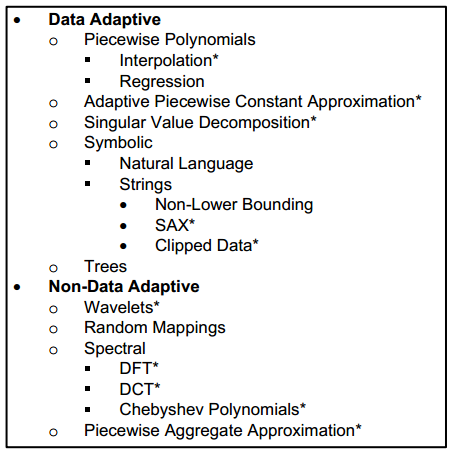 • Data Adaptive
o Piecewise Polynomials
▪ Interpolation*
▪ Regression
o Adaptive Piecewise Constant Approximation*
o Singular Value Decomposition*
o Symbolic
▪ Natural Language
▪ Strings
• Non-Lower Bounding
• SAX*
• Clipped Data*
o Trees
• Non-Data Adaptive
o Wavelets*
o Random Mappings
o Spectral
▪ DFT*
▪ DCT*
▪ Chebyshev Polynomials*
o Piecewise Aggregate Approximation*